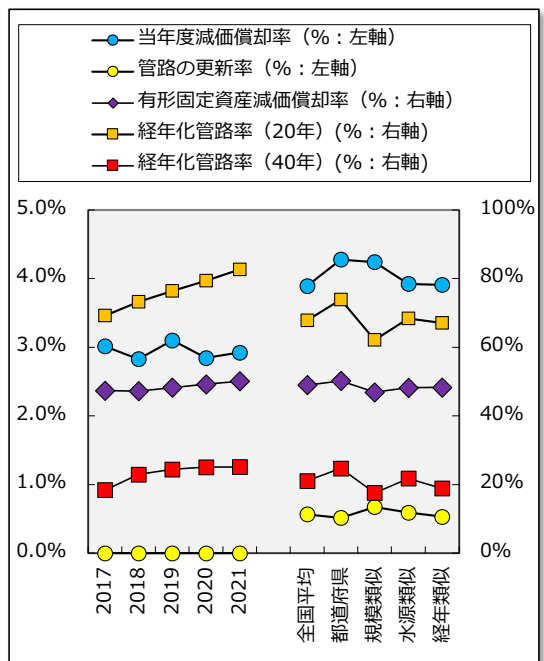 当年度減価償却率（%：左軸）
管路の更新率（%：左軸）
有形固定資産減価償却率（%：右軸）
経年化管路率（20年）(%：右軸)
経年化管路率（40年）(%：右軸)
5.0%
4.0%
3.0%
2.0%
1.0%
0.0%
100%
80%
60%
40%
20%
0%
2017
2018
2019
2020
2021
全国平均
都道府県
規模類似
水源類似
経年類似